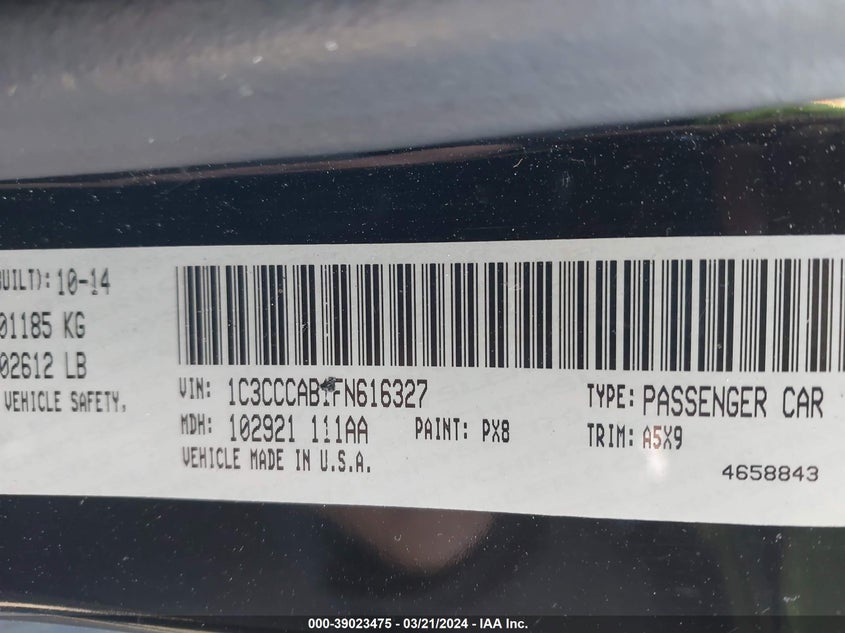 BUILT): 10-14
01185 KG
02612 LB
VEHICLE SAFETY,
VIN: 1C3CCCAB1FN616327
TYPE: PASSENGER CAR
MDH: 102921 111AA PAINT: PX8
TRIM: A5X9
VEHICLE MADE IN U.S.A.
4658843
000-39023475 - 03/21/2024 - IAA Inc.